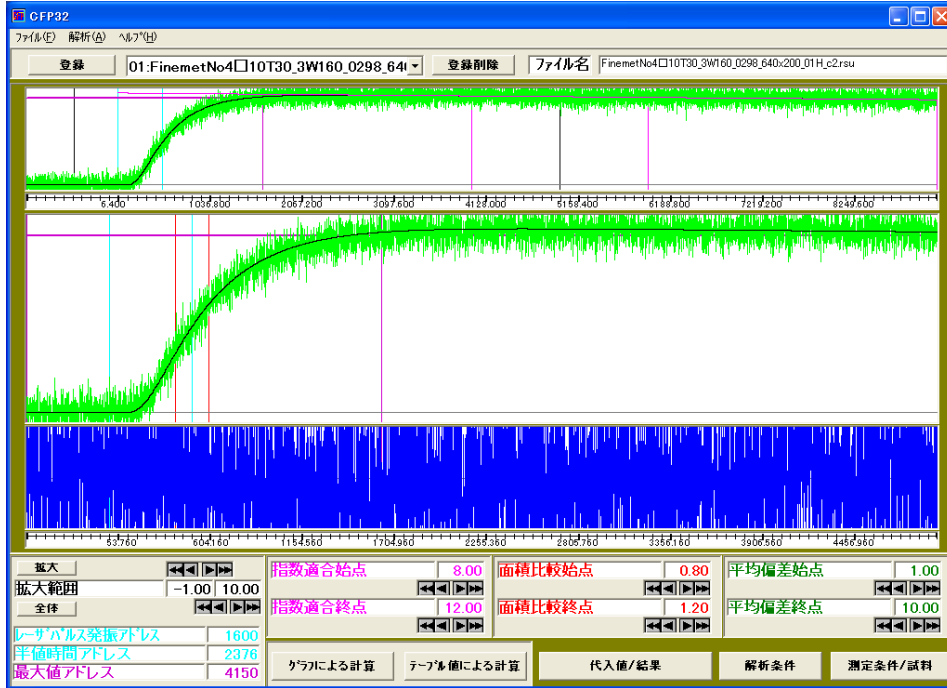 CFP32
ファイル(F) 解析(A) ヘルプ(H)
登録 01:FinemetNo4□10T30_3W160_0298_64 登録削除 ファイル名 FinemetNo4□10T30_3W160_0298_640x200_01H_c2.rsu
6.400 1036.800 2067.200 3097.600 4128.000 5158.400 6188.800 7219.200 8249.600
53.760 604.160 1154.560 1704.960 2255.360 2805.760 3356.160 3906.560 4456.960
拡大
拡大範囲 -1.00 10.00
全体
レーザパルス発振アドレス 1600
半値時間アドレス 2376
最大値アドレス 4150
指数適合始点 8.00
指数適合終点 12.00
面積比較始点 0.80
面積比較終点 1.20
平均偏差始点 1.00
平均偏差終点 10.00
グラフによる計算 テーブル値による計算 代入値/結果 解析条件 測定条件/試料